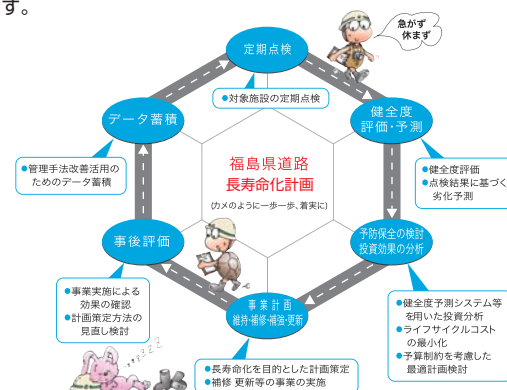 す。
急がず
休まず
定期点検
●対象施設の定期点検
健全度
評価・予測
●健全度評価
●点検結果に基づく
劣化予測
データ蓄積
●管理手法改善活用の
ためのデータ蓄積
福島県道路
長寿命化計画
(カメのように一歩一歩、着実に)
予防保全の検討
投資効果の分析
●健全度予測システム等
を用いた投資分析
●ライフサイクルコスト
の最小化
●予算制約を考慮した
最適計画検討
事後評価
●事業実施による
効果の確認
●計画策定方法の
見直し検討
事業計画
維持・補修・補強・更新
●長寿命化を目的とした計画策定
●補修 更新等の事業の実施
zzzz